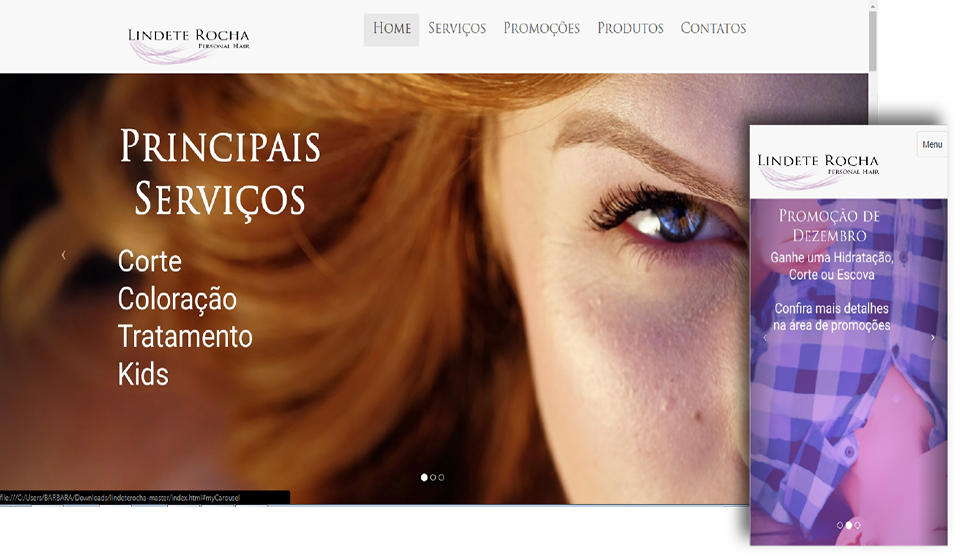 LINDETE ROCHA
PERSONAL HAIR
HOME SERVIÇOS PROMOÇÕES PRODUTOS CONTATOS
PRINCIPAIS
SERVIÇOS
Corte
Coloração
Tratamento
Kids
file:///C:/Users/BARBARA/Downloads/lindeterocha-master/index.html#myCarousel
Menu
LINDETE ROCHA
PERSONAL HAIR
PROMOÇÃO DE
DEZEMBRO
Ganhe uma Hidratação,
Corte ou Escova
Confira mais detalhes
na área de promoções